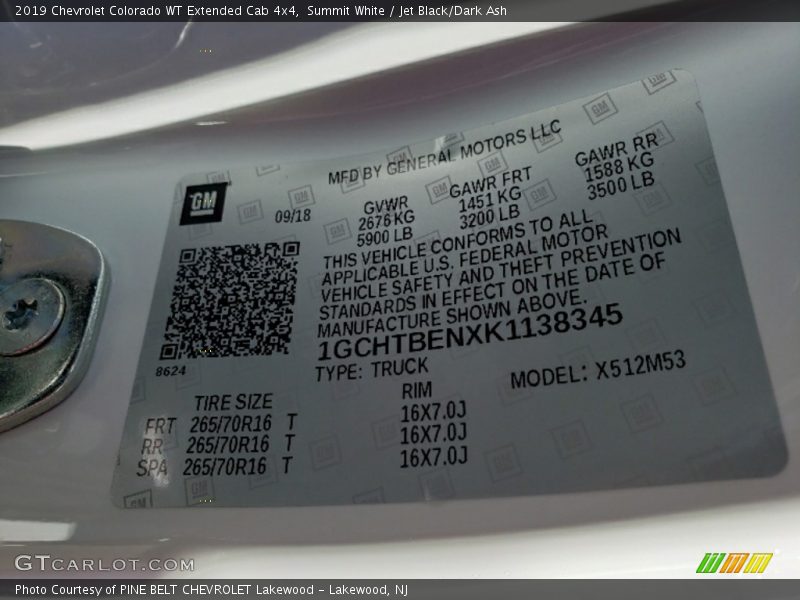 2019 Chevrolet Colorado WT Extended Cab 4x4, Summit White / Jet Black/Dark Ash
GM
09/18
MFD BY GENERAL MOTORS LLC
GVWR GAWR FRT GAWR RR
2676 KG 1451 KG 1588 KG
5900 LB 3200 LB 3500 LB
THIS VEHICLE CONFORMS TO ALL
APPLICABLE U.S. FEDERAL MOTOR
VEHICLE SAFETY AND THEFT PREVENTION
STANDARDS IN EFFECT ON THE DATE OF
MANUFACTURE SHOWN ABOVE.
1GCHTBENXK1138345
8624
TYPE: TRUCK MODEL: X512M53
TIRE SIZE RIM
FRT 265/70R16 T 16X7.0J
RR 265/70R16 T 16X7.0J
SPA 265/70R16 T 16X7.0J
GTCARLOT.COM
Photo Courtesy of PINE BELT CHEVROLET Lakewood - Lakewood, NJ